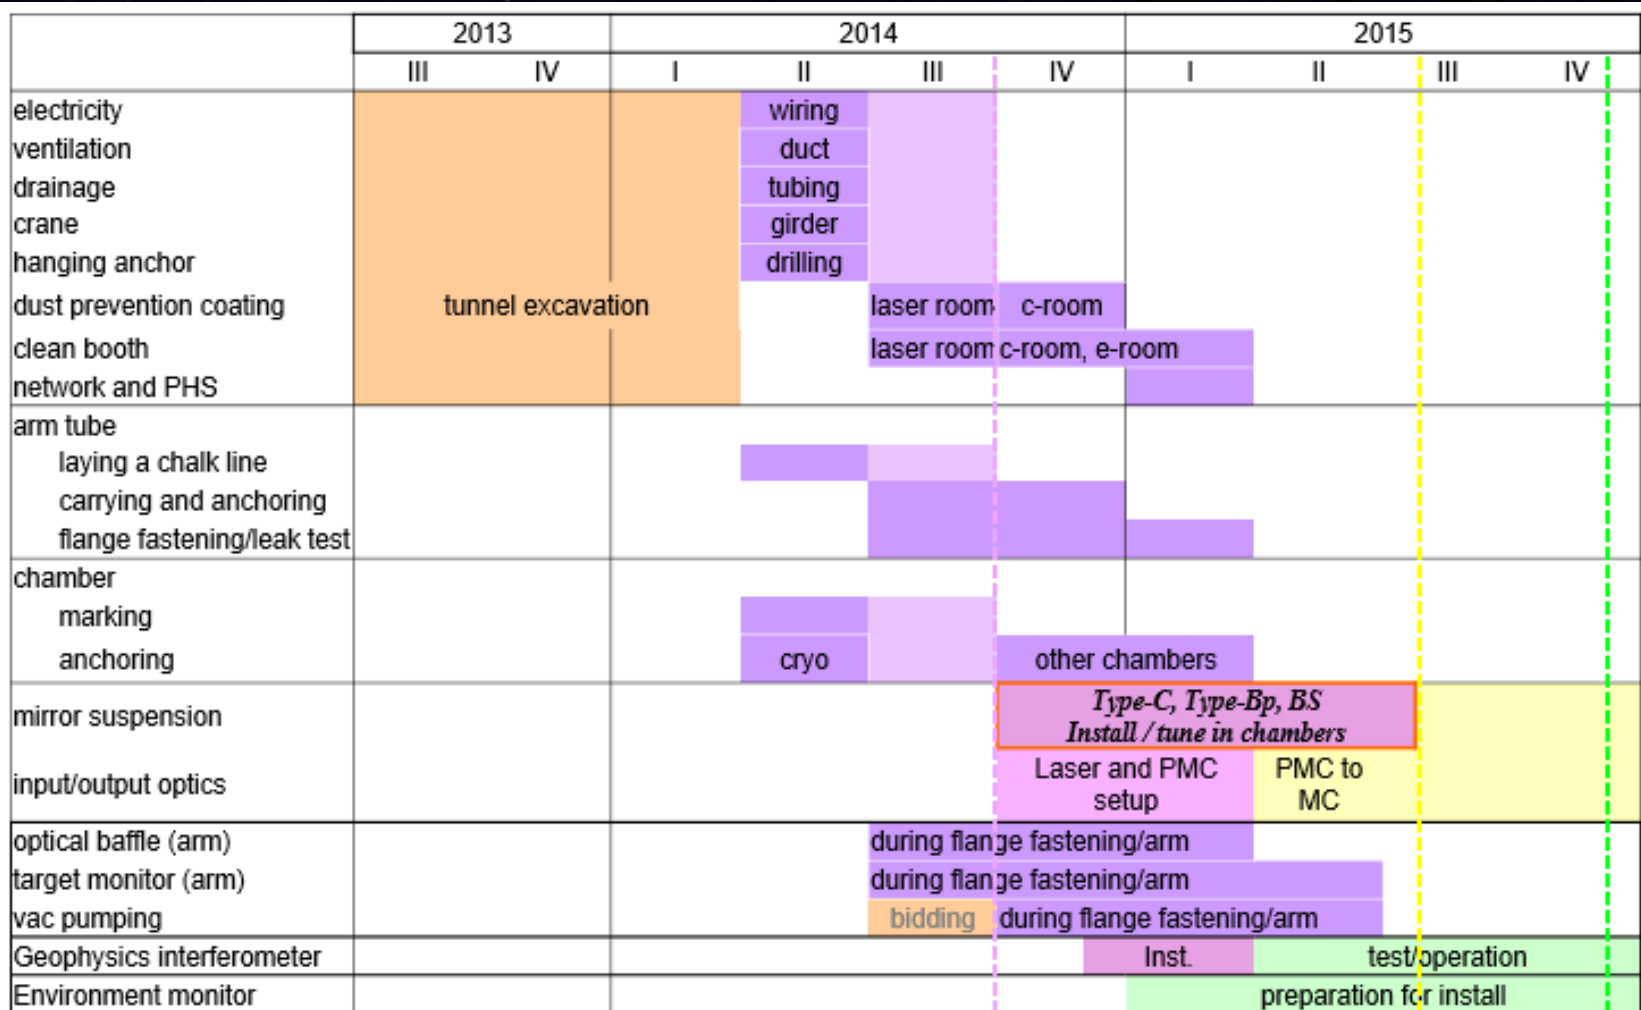 2013 2014 2015
III IV I II III IV I II III IV
electricity wiring
ventilation duct
drainage tubing
crane girder
hanging anchor drilling
dust prevention coating tunnel excavation laser room c-room
clean booth laser room c-room, e-room
network and PHS
arm tube
laying a chalk line
carrying and anchoring
flange fastening/leak test
chamber
marking
anchoring cryo other chambers
mirror suspension Type-C, Type-Bp, BS
Install / tune in chambers
input/output optics Laser and PMC PMC to
setup MC
optical baffle (arm) during flange fastening/arm
target monitor (arm) during flange fastening/arm
vac pumping bidding during flange fastening/arm
Geophysics interferometer Inst. test/operation
Environment monitor preparation for install